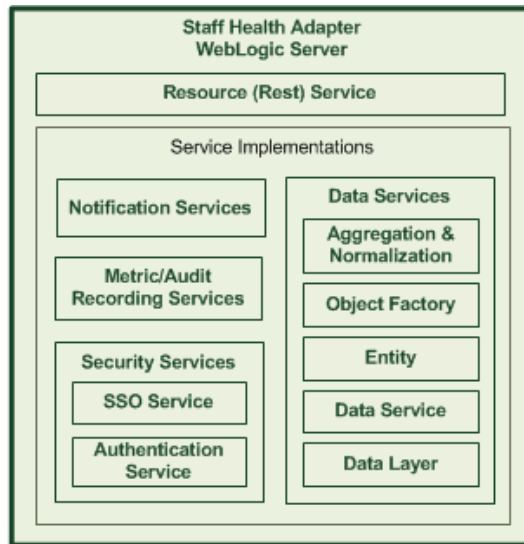 Staff Health Adapter
WebLogic Server
Resource (Rest) Service
Service Implementations
Notification Services
Metric/Audit
Recording Services
Security Services
SSO Service
Authentication
Service
Data Services
Aggregation &
Normalization
Object Factory
Entity
Data Service
Data Layer